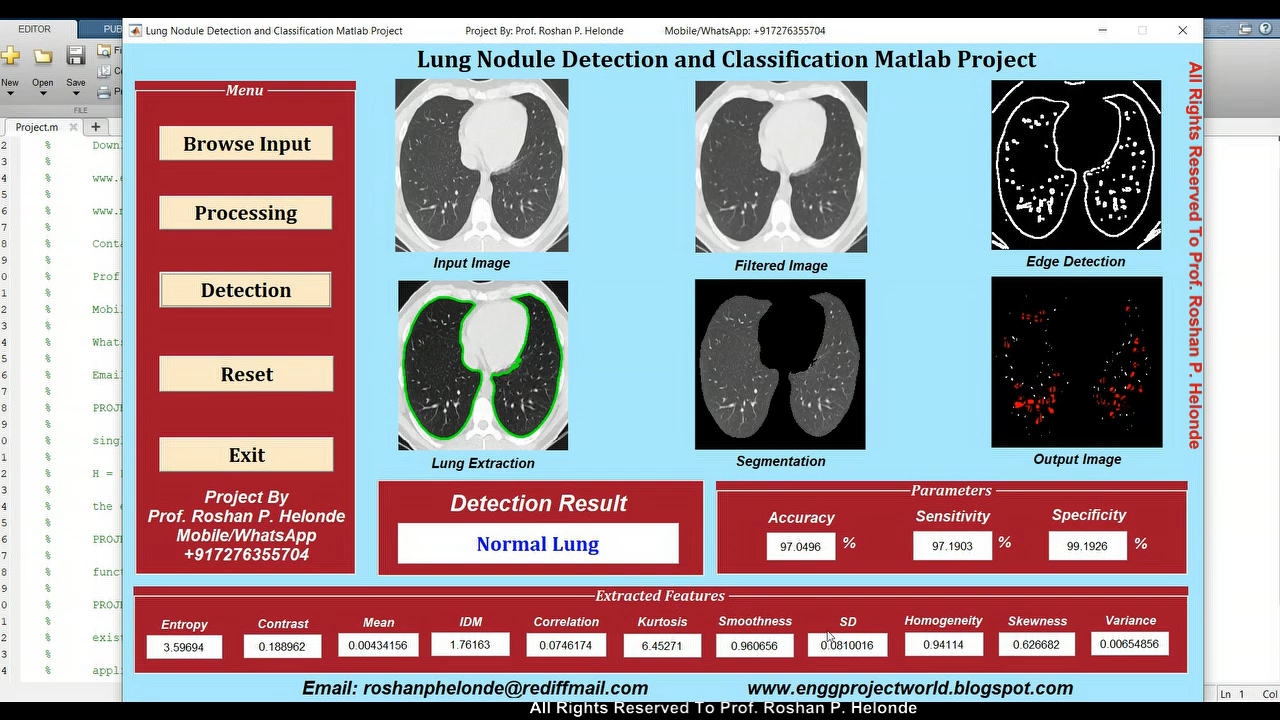 EDITOR
PUB
Lung Nodule Detection and Classification Matlab Project Project By: Prof. Roshan P. Helonde Mobile/WhatsApp: +917276355704
New Open Save
FILE
Project.m
Lung Nodule Detection and Classification Matlab Project
All Rights Reserved To Prof. Roshan P. Helonde
Menu
Browse Input
Processing
Detection
Reset
Exit
Project By
Prof. Roshan P. Helonde
Mobile/WhatsApp
+917276355704
Input Image
Filtered Image
Edge Detection
Lung Extraction
Segmentation
Output Image
Detection Result
Normal Lung
Parameters
Accuracy Sensitivity Specificity
97.0496 % 97.1903 % 99.1926 %
Extracted Features
Entropy Contrast Mean IDM Correlation Kurtosis Smoothness SD Homogeneity Skewness Variance
3.59694 0.188962 0.00434156 1.76163 0.0746174 6.45271 0.960656 0.0810016 0.94114 0.626682 0.00654856
Email: roshanphelonde@rediffmail.com www.enggprojectworld.blogspot.com
Ln 1 Col
All Rights Reserved To Prof. Roshan P. Helonde